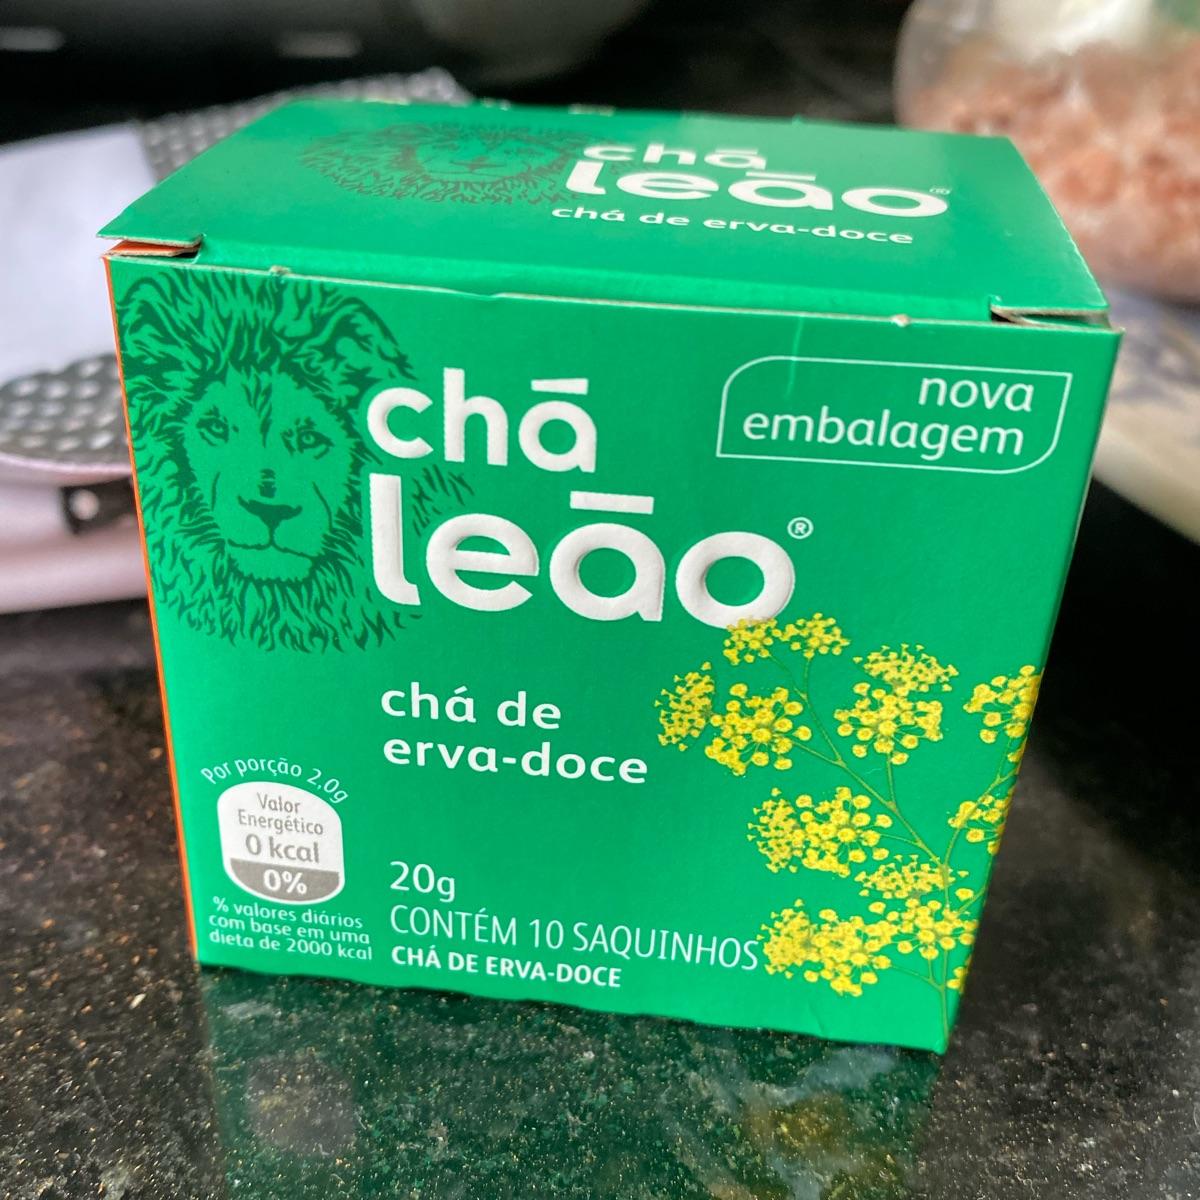 chá
leão®
chá de erva-doce
chá
leão®
nova
embalagem
chá de
erva-doce
Por porção 2,0g
Valor
Energético
0 kcal
0%
% valores diários
com base em uma
dieta de 2000 kcal
20g
CONTÉM 10 SAQUINHOS
CHÁ DE ERVA-DOCE